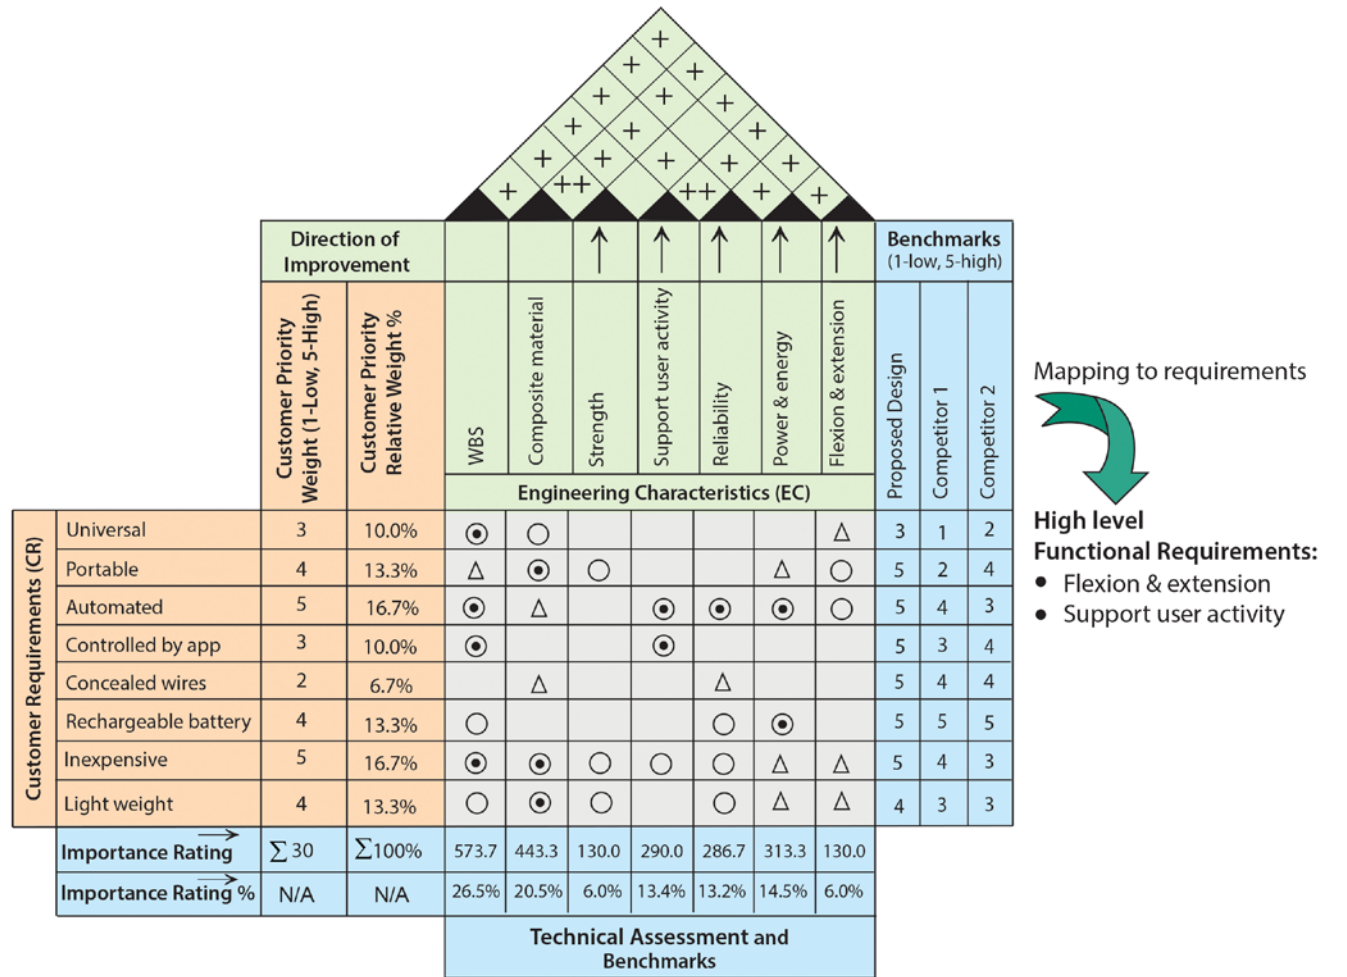 +
+ +
+ + +
+ + +
+ + + +
+ ++ ++ + +
Direction of
Improvement
Benchmarks
(1-low, 5-high)
Customer Priority
Weight (1-Low, 5-High)
Customer Priority
Relative Weight %
WBS
Composite material
Strength
Support user activity
Reliability
Power & energy
Flexion & extension
Proposed Design
Competitor 1
Competitor 2
Engineering Characteristics (EC)
Customer Requirements (CR)
Universal 3 10.0% 3 1 2
Portable 4 13.3% 5 2 4
Automated 5 16.7% 5 4 3
Controlled by app 3 10.0% 5 3 4
Concealed wires 2 6.7% 5 4 4
Rechargeable battery 4 13.3% 5 5 5
Inexpensive 5 16.7% 5 4 3
Light weight 4 13.3% 4 3 3
Importance Rating ∑30 ∑100% 573.7 443.3 130.0 290.0 286.7 313.3 130.0
Importance Rating % N/A N/A 26.5% 20.5% 6.0% 13.4% 13.2% 14.5% 6.0%
Technical Assessment and
Benchmarks
Mapping to requirements
High level
Functional Requirements:
• Flexion & extension
• Support user activity